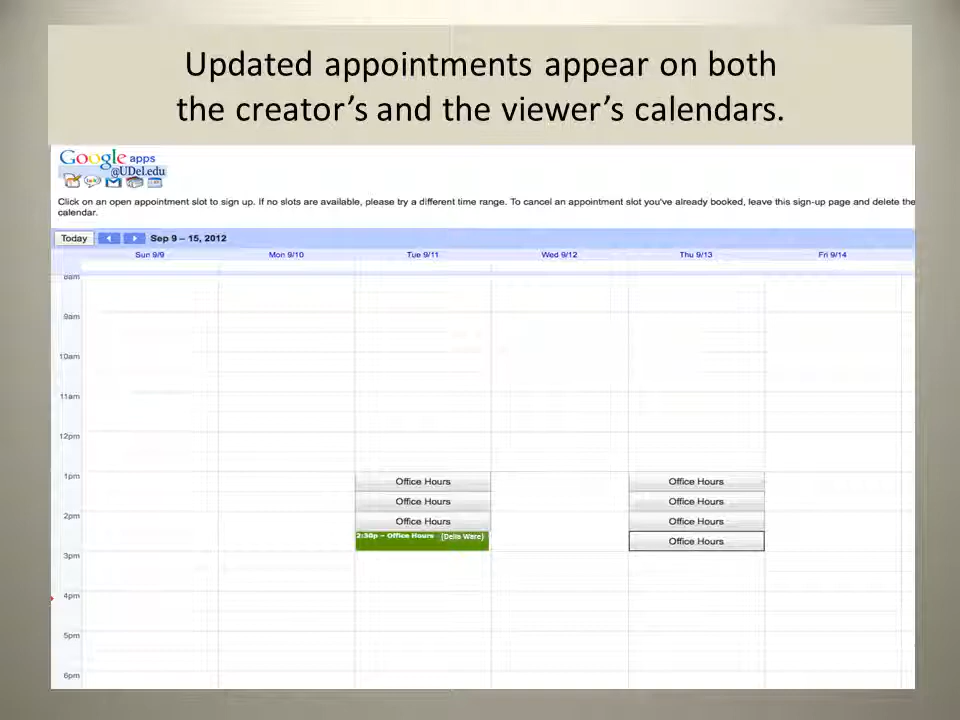 Updated appointments appear on both
the creator's and the viewer's calendars.
Google apps
@UDel.edu
Click on an open appointment slot to sign up. If no slots are available, please try a different time range. To cancel an appointment slot you've already booked, leave this sign-up page and delete the
calendar.
Today Sep 9 – 15, 2012
Sun 9/9 Mon 9/10 Tue 9/11 Wed 9/12 Thu 9/13 Fri 9/14
8am
9am
10am
11am
12pm
1pm Office Hours Office Hours
Office Hours Office Hours
2pm Office Hours Office Hours
2:30p – Office Hours (Della Ware) Office Hours
3pm
4pm
5pm
6pm